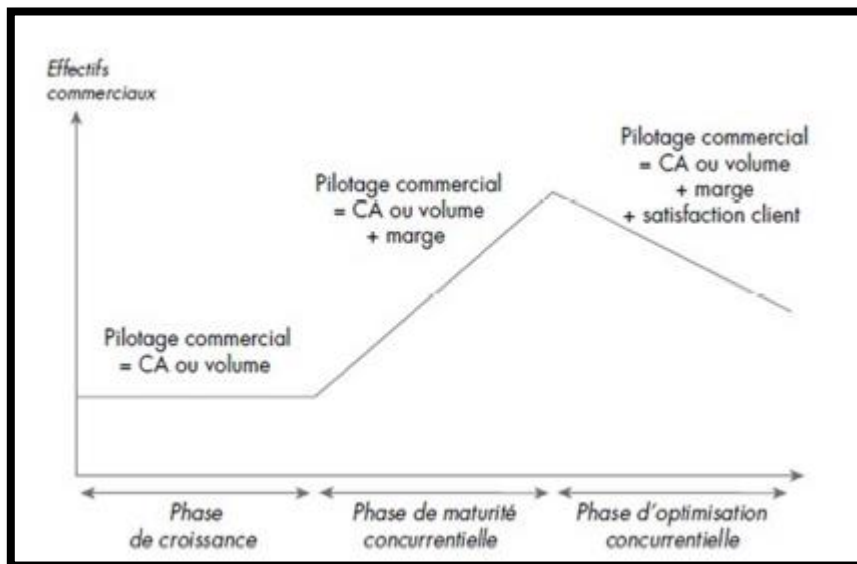 Effectifs
commerciaux
Pilotage commercial
= CA ou volume
+ marge
+ satisfaction client
Pilotage commercial
= CA ou volume
+ marge
Pilotage commercial
= CA ou volume
Phase
de croissance
Phase de maturité
concurrentielle
Phase d'optimisation
concurrentielle